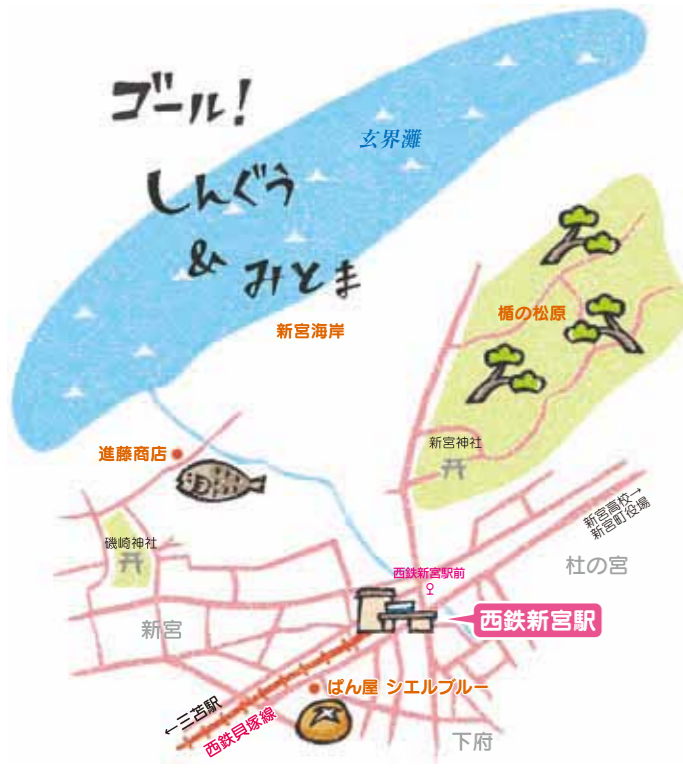 ゴール!
しんぐう
&
みとま
玄界灘
新宮海岸
楯の松原
進藤商店
新宮神社
磯崎神社
新宮高校→
新宮町役場
杜の宮
西鉄新宮駅前
新宮
西鉄新宮駅
ぱん屋 シエルブルー
←三苫駅
西鉄貝塚線
下府